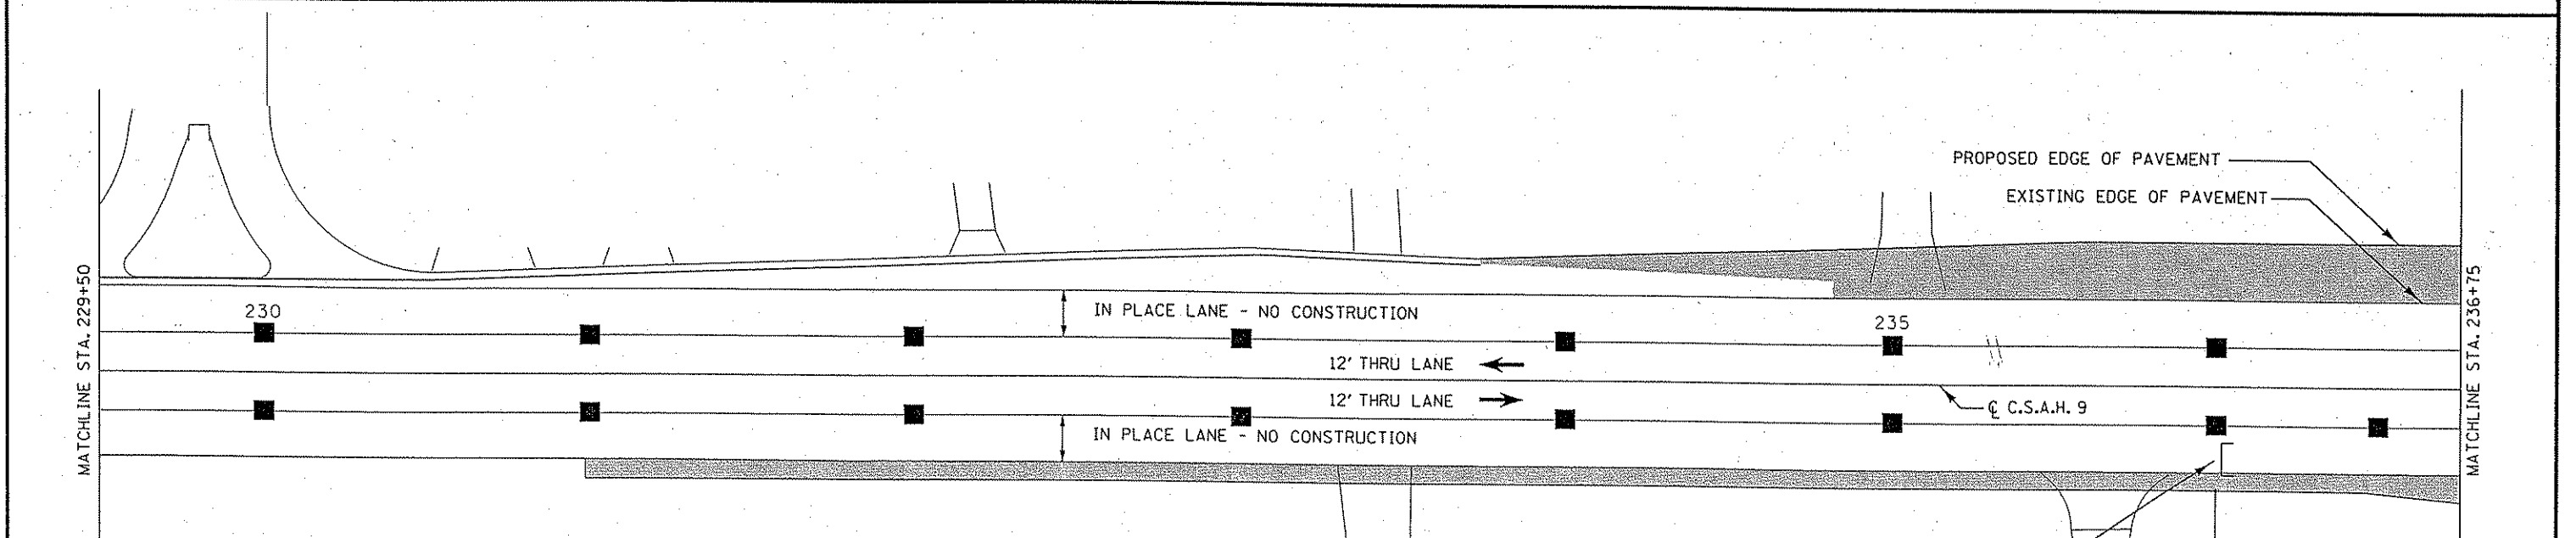 PROPOSED EDGE OF PAVEMENT
EXISTING EDGE OF PAVEMENT
MATCHLINE STA. 229+50
230
IN PLACE LANE - NO CONSTRUCTION
235
12' THRU LANE
12' THRU LANE
℄ C.S.A.H. 9
IN PLACE LANE - NO CONSTRUCTION
MATCHLINE STA. 236+75